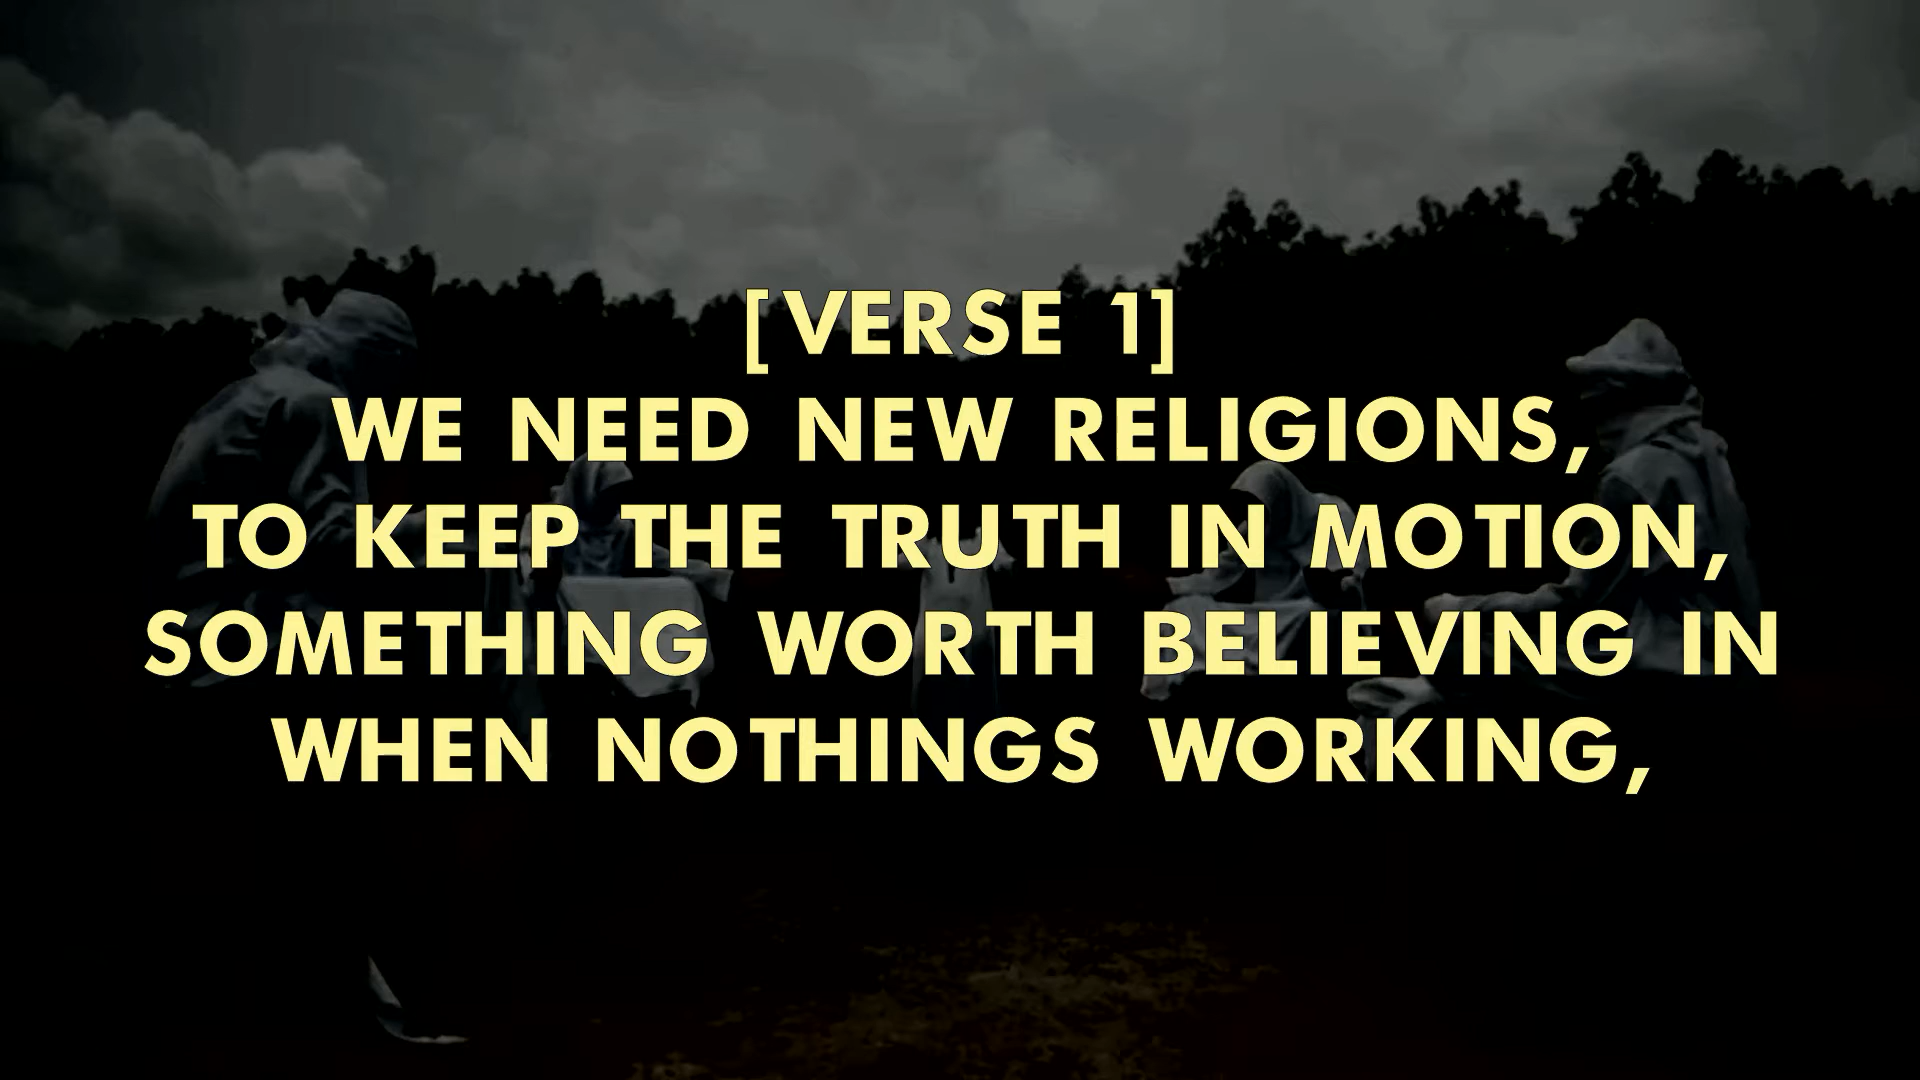 [VERSE 1]
WE NEED NEW RELIGIONS,
TO KEEP THE TRUTH IN MOTION,
SOMETHING WORTH BELIEVING IN
WHEN NOTHINGS WORKING,